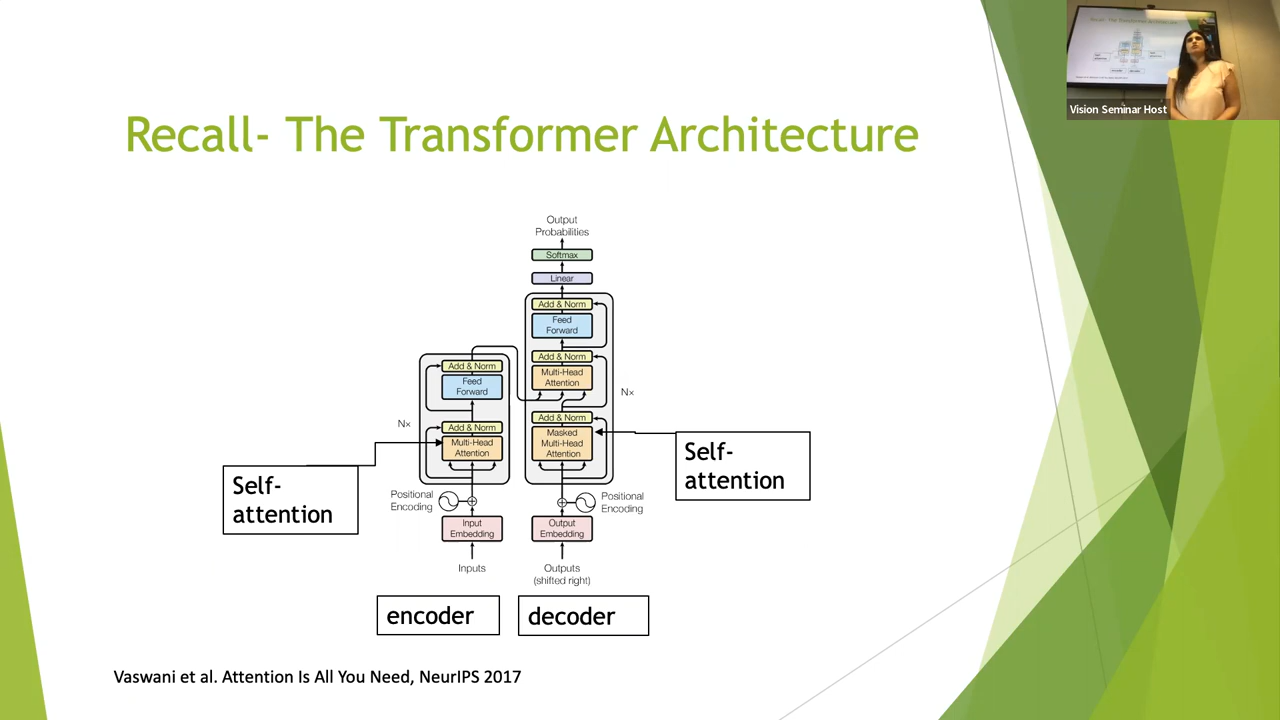 Recall- The Transformer Architecture
Vision Seminar Host
Output
Probabilities
Softmax
Linear
Add & Norm
Feed
Forward
Add & Norm
Multi-Head
Attention
Nx
Add & Norm
Masked
Multi-Head
Attention
Add & Norm
Feed
Forward
Nx
Add & Norm
Multi-Head
Attention
Self-
attention
Self-
attention
Positional
Encoding
Positional
Encoding
Input
Embedding
Output
Embedding
Inputs
Outputs
(shifted right)
encoder
decoder
Vaswani et al. Attention Is All You Need, NeurIPS 2017